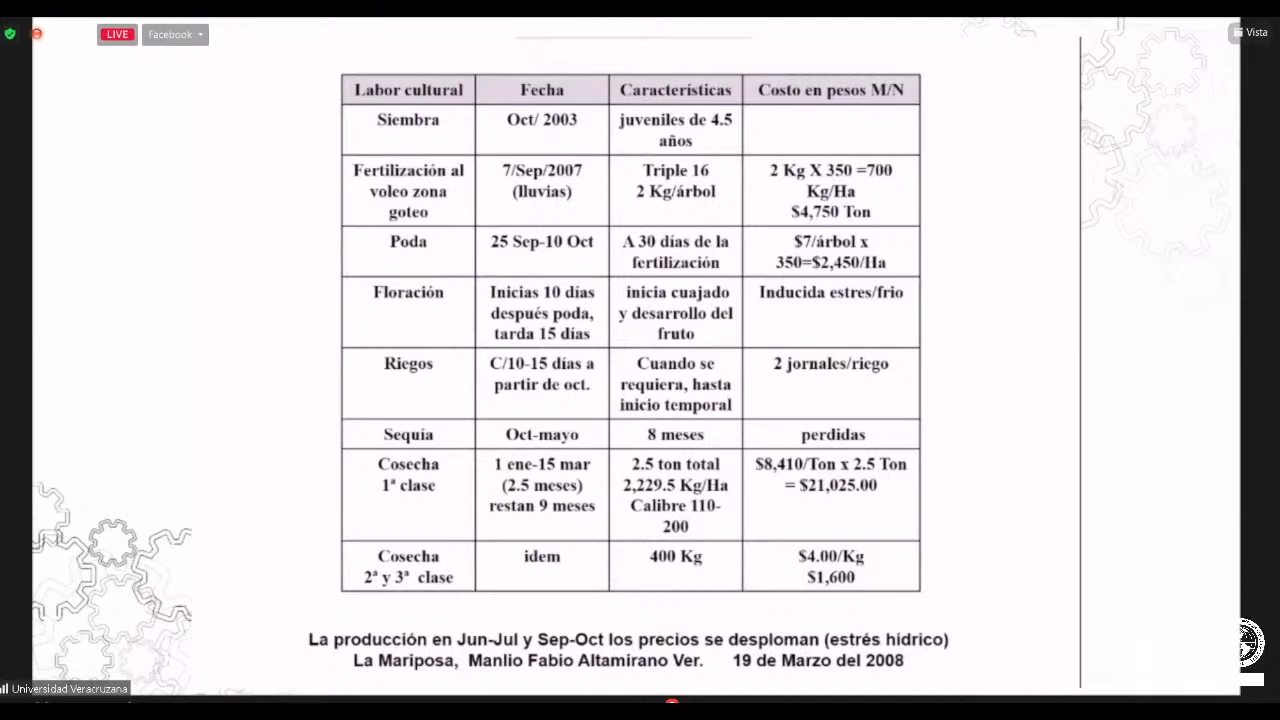 LIVE
Facebook
Vista
Labor cultural
Fecha
Características
Costo en pesos M/N
Siembra
Oct/ 2003
juveniles de 4.5
años
Fertilización al
voleo zona
goteo
7/Sep/2007
(lluvias)
Triple 16
2 Kg/árbol
2 Kg X 350 =700
Kg/Ha
$4,750 Ton
Poda
25 Sep-10 Oct
A 30 días de la
fertilización
$7/árbol x
350=$2,450/Ha
Floración
Inicias 10 días
después poda,
tarda 15 días
inicia cuajado
y desarrollo del
fruto
Inducida estres/frio
Riegos
C/10-15 días a
partir de oct.
Cuando se
requiera, hasta
inicio temporal
2 jornales/riego
Sequía
Oct-mayo
8 meses
perdidas
Cosecha
1ª clase
1 ene-15 mar
(2.5 meses)
restan 9 meses
2.5 ton total
2,229.5 Kg/Ha
Calibre 110-
200
$8,410/Ton x 2.5 Ton
= $21,025.00
Cosecha
2ª y 3ª clase
idem
400 Kg
$4.00/Kg
$1,600
La producción en Jun-Jul y Sep-Oct los precios se desploman (estrés hídrico)
La Mariposa, Manlio Fabio Altamirano Ver. 19 de Marzo del 2008
Universidad Veracruzana